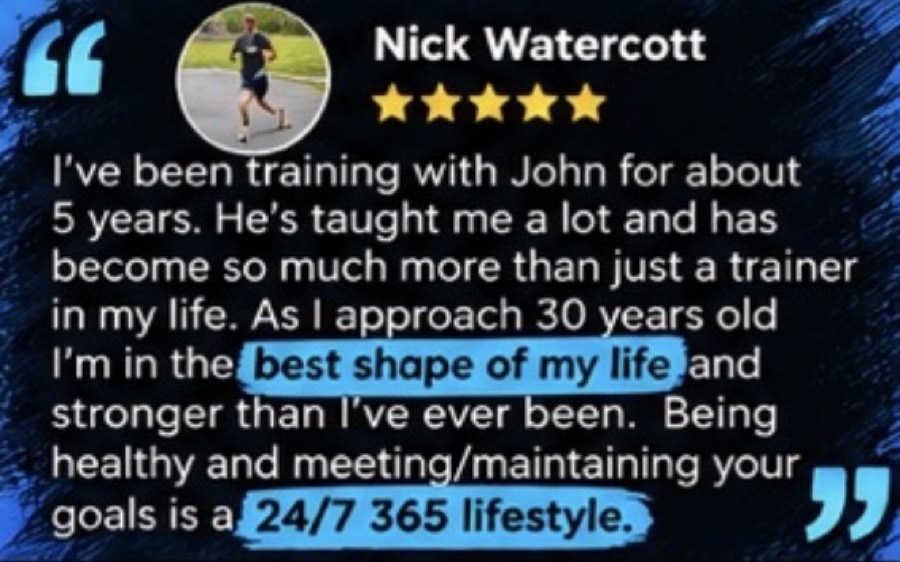 Nick Watercott
I've been training with John for about
5 years. He's taught me a lot and has
become so much more than just a trainer
in my life. As I approach 30 years old
I'm in the best shape of my life and
stronger than I've ever been.  Being
healthy and meeting/maintaining your
goals is a 24/7 365 lifestyle.